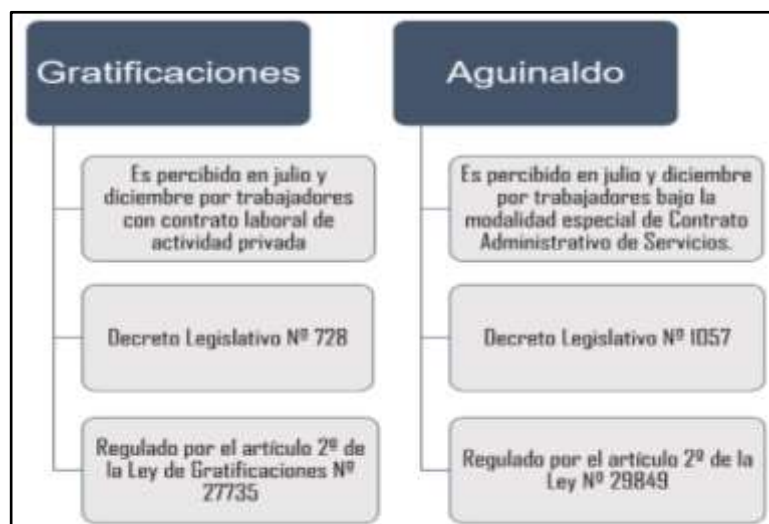 Gratificaciones
Es percibido en julio y
diciembre por trabajadores
con contrato laboral de
actividad privada
Decreto Legislativo Nº 728
Regulado por el artículo 2º de
la Ley de Gratificaciones Nº
27735
Aguinaldo
Es percibido en julio y diciembre
por trabajadores bajo la
modalidad especial de Contrato
Administrativo de Servicios.
Decreto Legislativo Nº 1057
Regulado por el artículo 2º de la
Ley Nº 29849